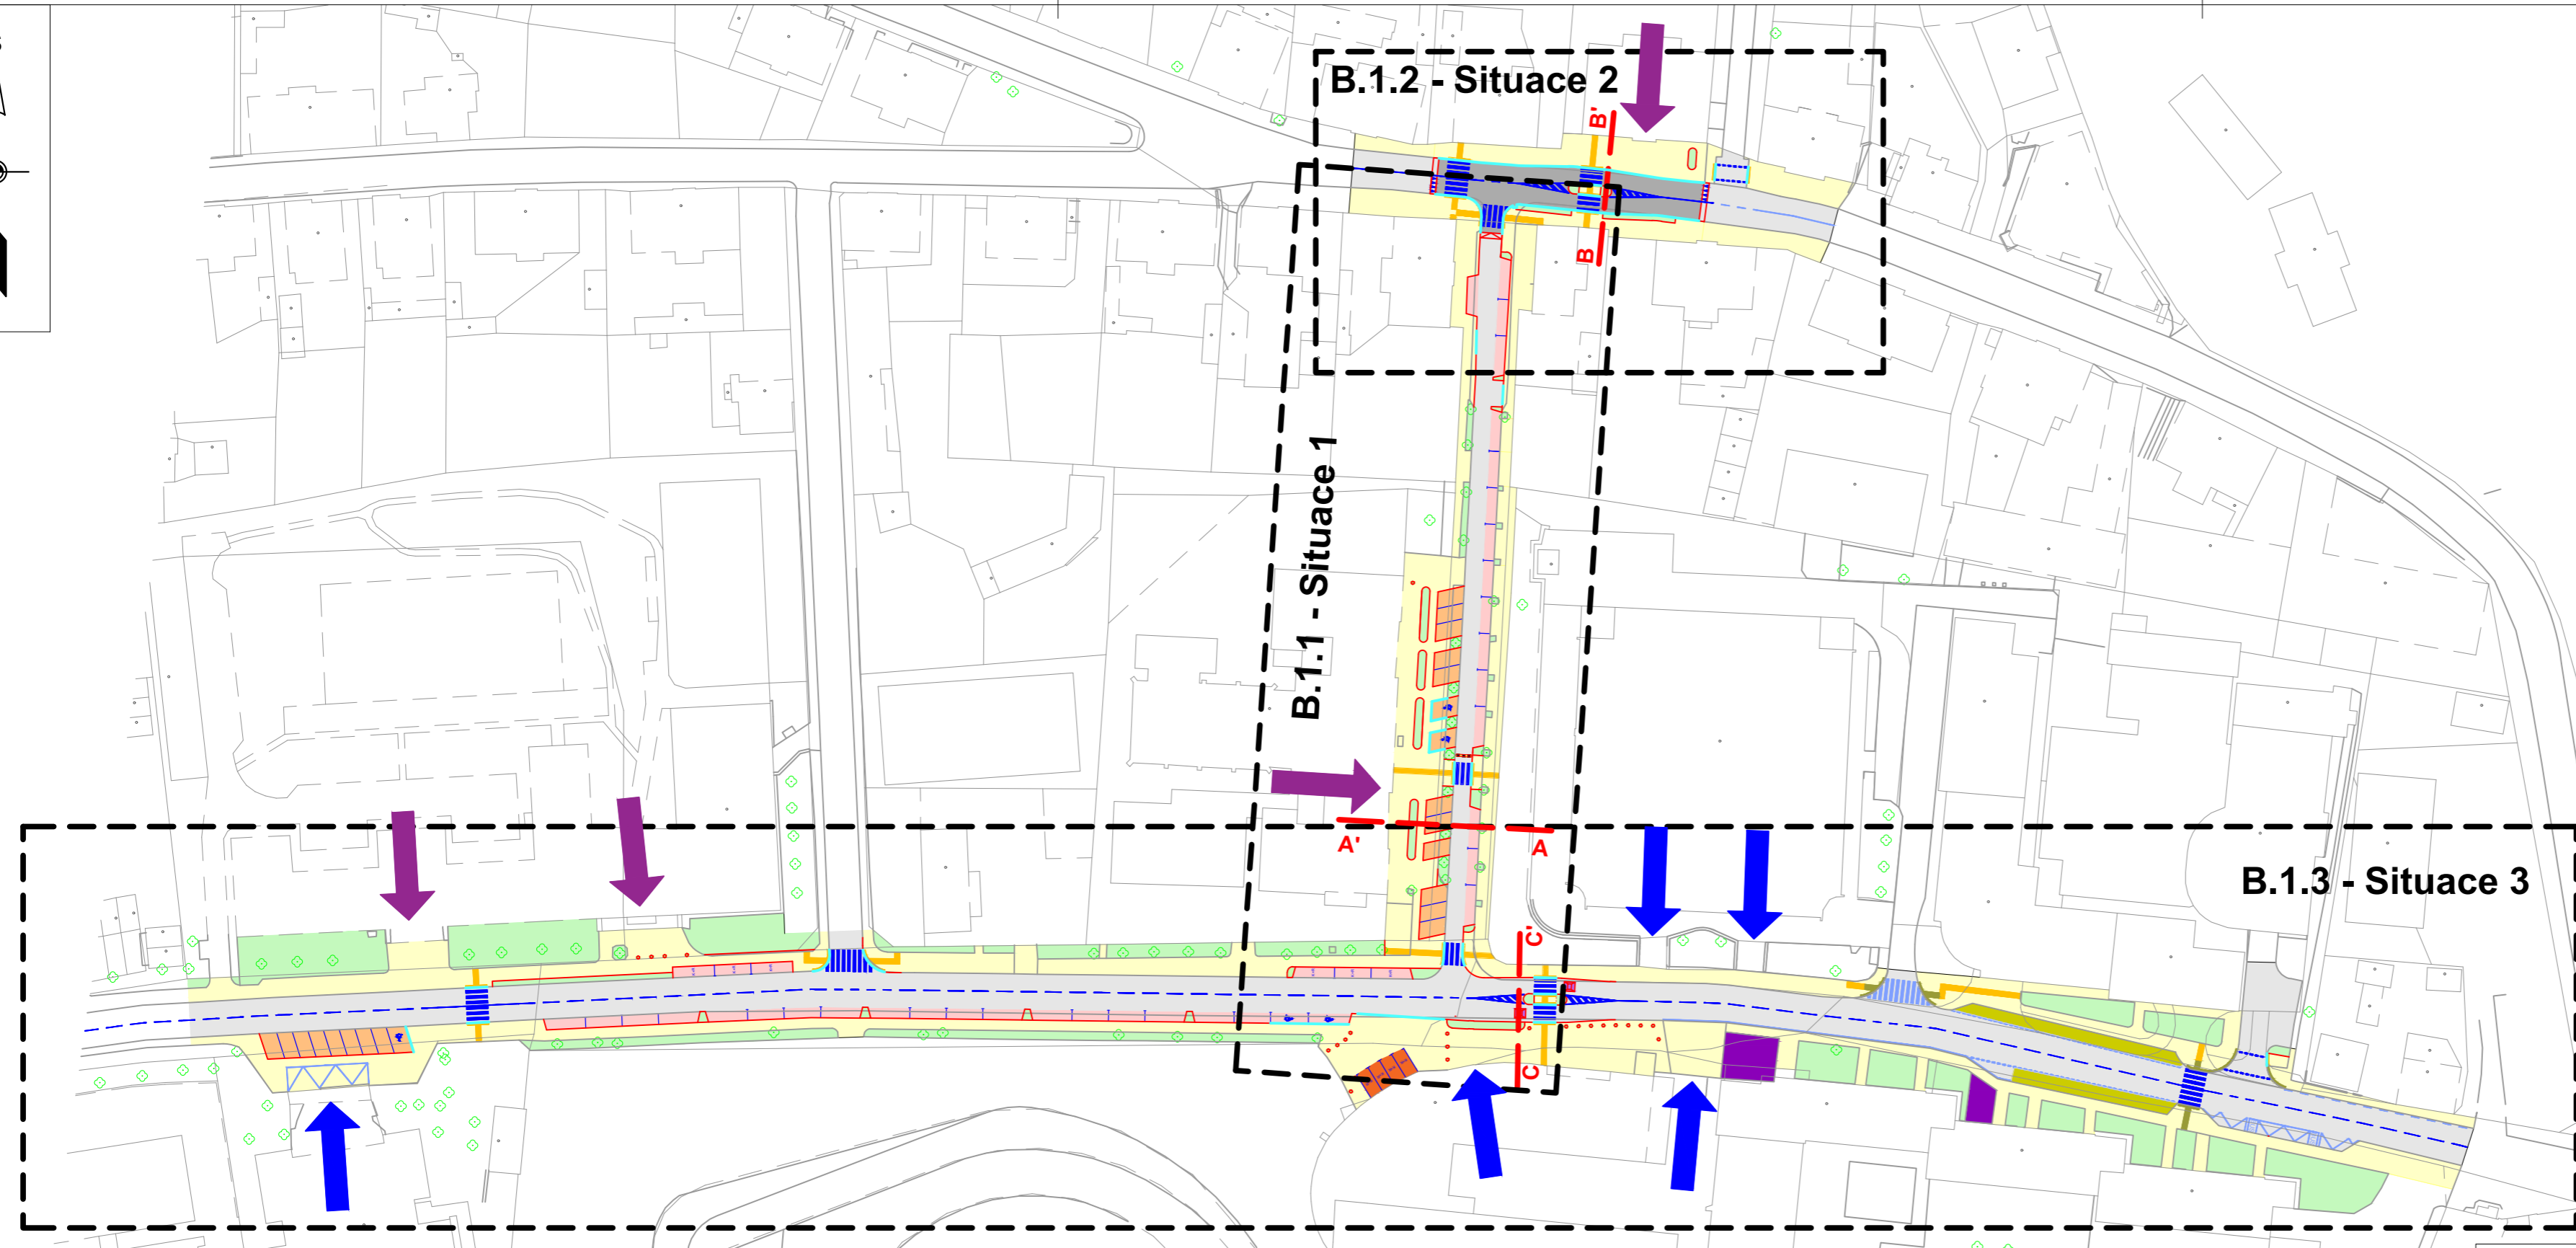 B.1.2 - Situace 2
B'
B
B.1.1 - Situace 1
A'
A
B.1.3 - Situace 3
C'
C